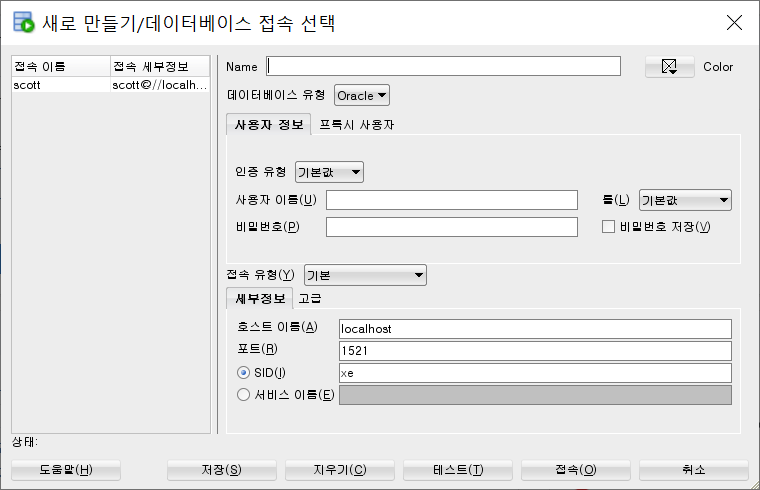 새로 만들기/데이터베이스 접속 선택
접속 이름 접속 세부정보
scott scott@//localh...
Name
Color
데이터베이스 유형 Oracle
사용자 정보 프록시 사용자
인증 유형 기본값
사용자 이름(U)
롤(L) 기본값
비밀번호(P)
비밀번호 저장(V)
접속 유형(Y) 기본
세부정보 고급
호스트 이름(A) localhost
포트(R) 1521
SID(I) xe
서비스 이름(E)
상태:
도움말(H) 저장(S) 지우기(C) 테스트(T) 접속(O) 취소